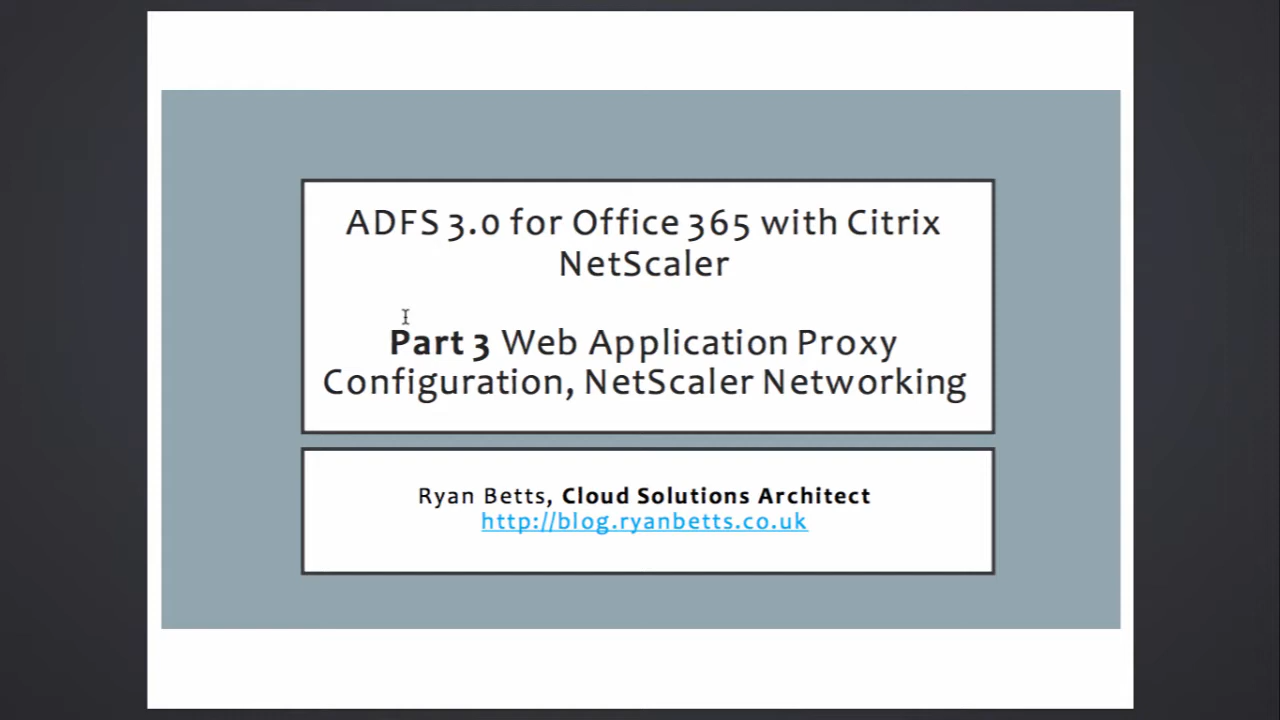 ADFS 3.0 for Office 365 with Citrix
NetScaler
Part 3 Web Application Proxy
Configuration, NetScaler Networking
Ryan Betts, Cloud Solutions Architect
http://blog.ryanbetts.co.uk